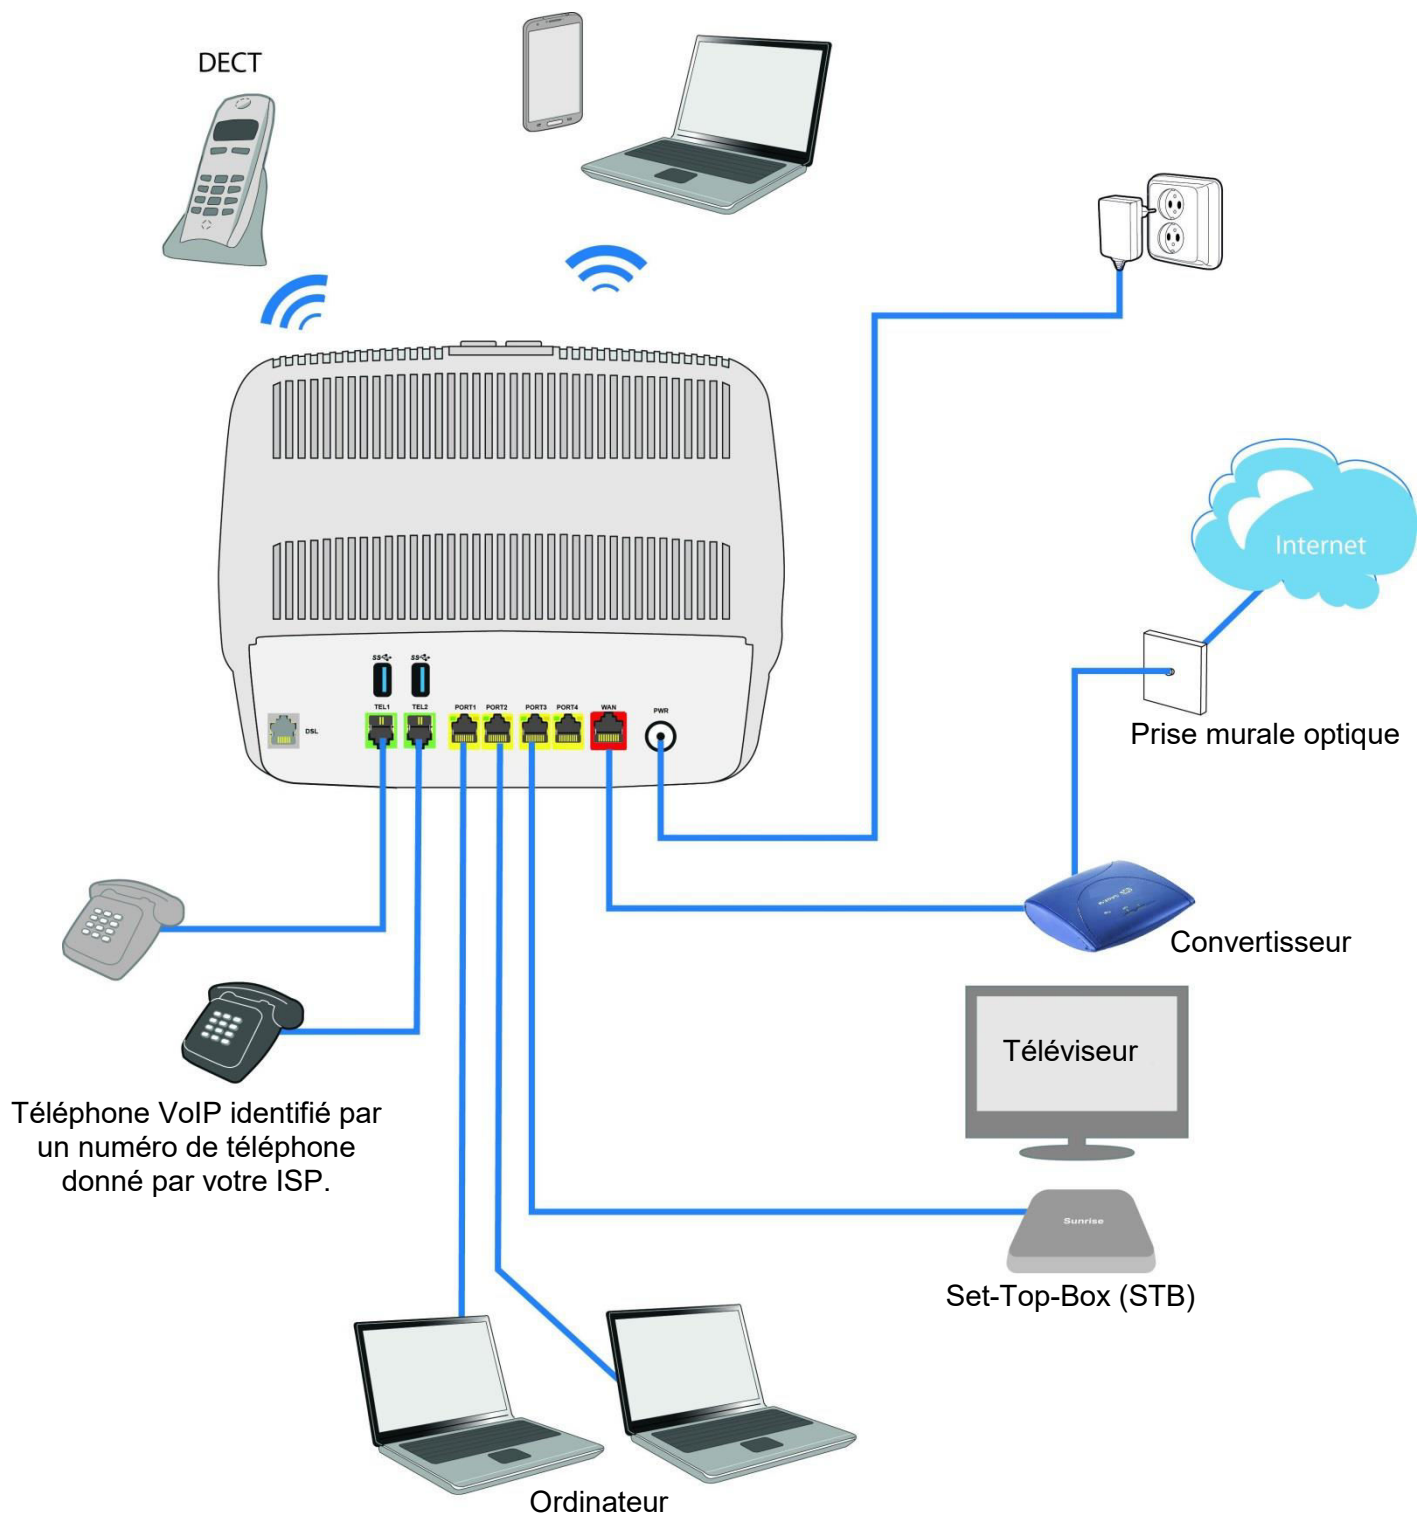 DECT
Internet
SS
SS
TEL1
TEL2
PORT1
PORT2
PORT3
PORT4
WAN
PWR
DSL
Prise murale optique
Convertisseur
Téléviseur
Téléphone VoIP identifié par
un numéro de téléphone
donné par votre ISP.
Sunrise
Set-Top-Box (STB)
Ordinateur